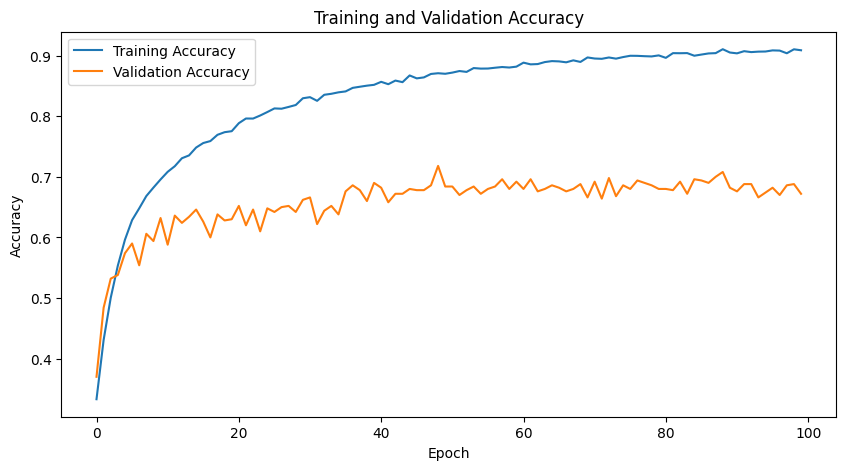 Training and Validation Accuracy
Training Accuracy
Validation Accuracy
0.9
0.8
0.7
0.6
0.5
0.4
Accuracy
0
20
40
60
80
100
Epoch